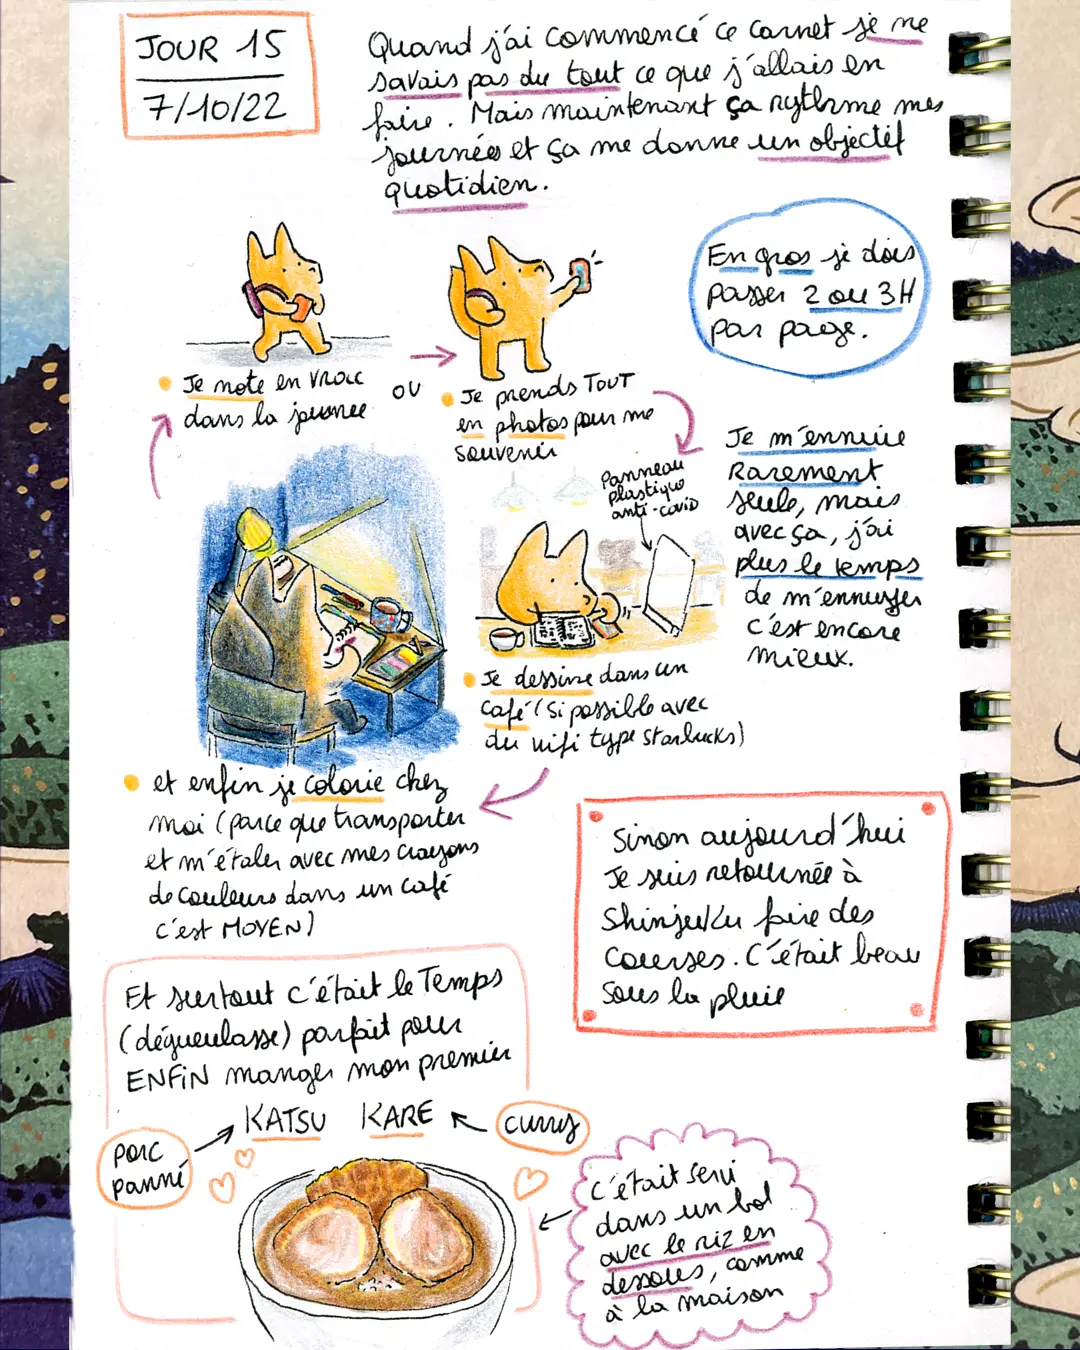 JOUR 15
7/10/22
Quand j'ai commencé ce carnet je ne
savais pas du tout ce que j'allais en
faire. Mais maintenant ça rythme mes
journées et ça me donne un objectif
quotidien.
En gros je dois
passer 2 ou 3H
par page.
Je note en vrac
dans la journée
ou
Je prends TOUT
en photos pour me
souvenir
Panneau
plastique
anti-covid
Je m'ennuie
Rarement
seule, mais
avec ça, j'ai
plus le temps
de m'ennuyer
c'est encore
mieux.
Je dessine dans un
café (si possible avec
du wifi type starbucks)
et enfin je colorie chez
moi (parce que transporter
et m'étaler avec mes crayons
de couleurs dans un café
c'est MOYEN)
Sinon aujourd'hui
Je suis retournée à
Shinjuku faire des
courses. C'était beau
sous la pluie
Et surtout c'était le Temps
(dégueulasse) parfait pour
ENFIN manger mon premier
KATSU KARE
curry
porc
panné
C'était servi
dans un bol
avec le riz en
dessous, comme
à la maison